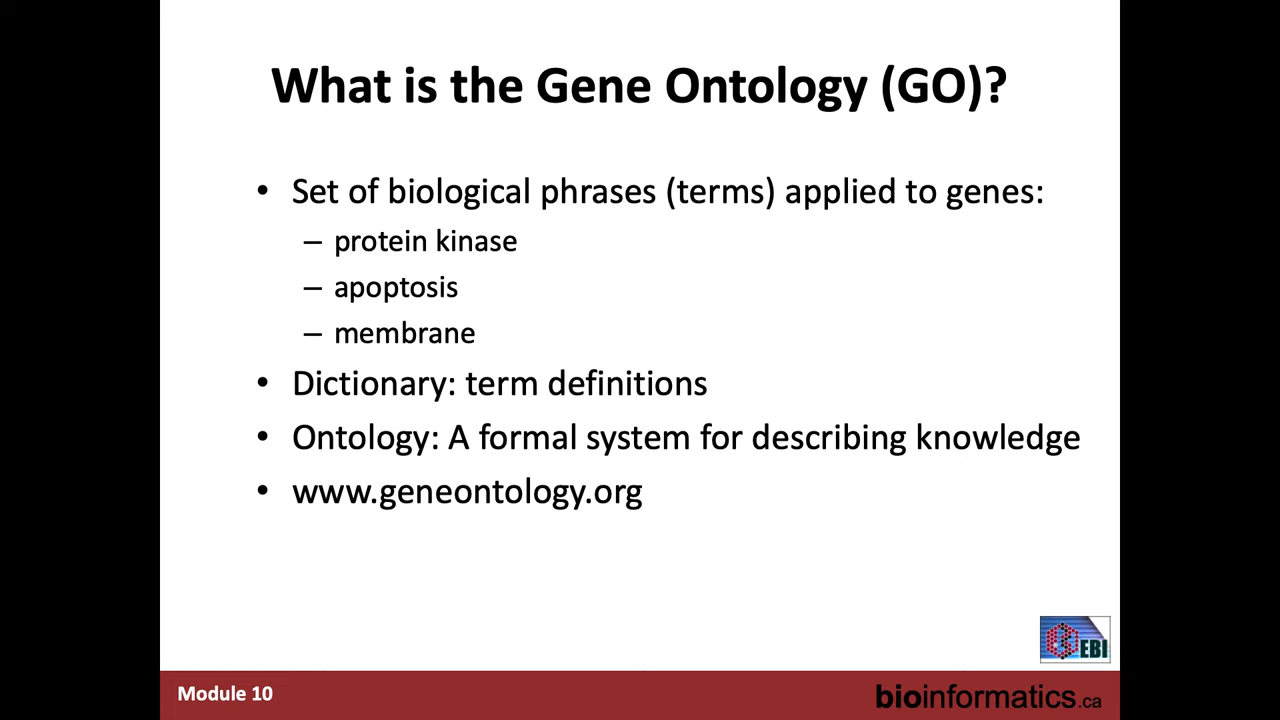 What is the Gene Ontology (GO)?
• Set of biological phrases (terms) applied to genes:
– protein kinase
– apoptosis
– membrane
• Dictionary: term definitions
• Ontology: A formal system for describing knowledge
• www.geneontology.org
EBI
Module 10
bioinformatics.ca